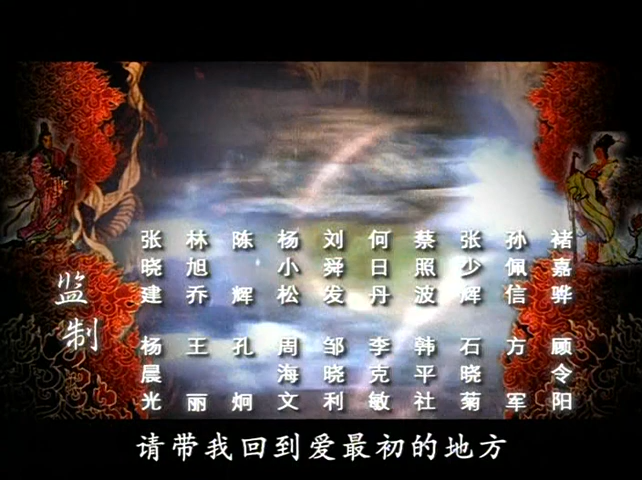 监制
张晓建
林旭乔
陈辉
杨小松
刘舜发
何日丹
蔡照波
张少辉
孙佩信
褚嘉骅
杨晨光
王丽
孔炯
周海文
邹晓利
李克敏
韩平社
石晓菊
方军
顾令阳
请带我回到爱最初的地方